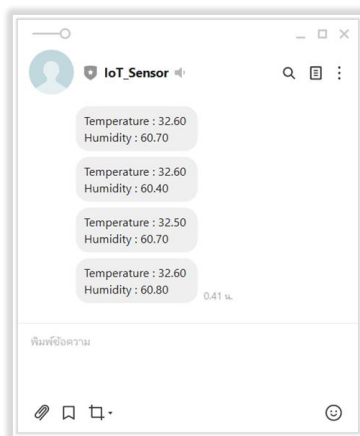 IoT_Sensor
Temperature : 32.60
Humidity : 60.70
Temperature : 32.60
Humidity : 60.40
Temperature : 32.50
Humidity : 60.70
Temperature : 32.60
Humidity : 60.80
0.41 น.
พิมพ์ข้อความ